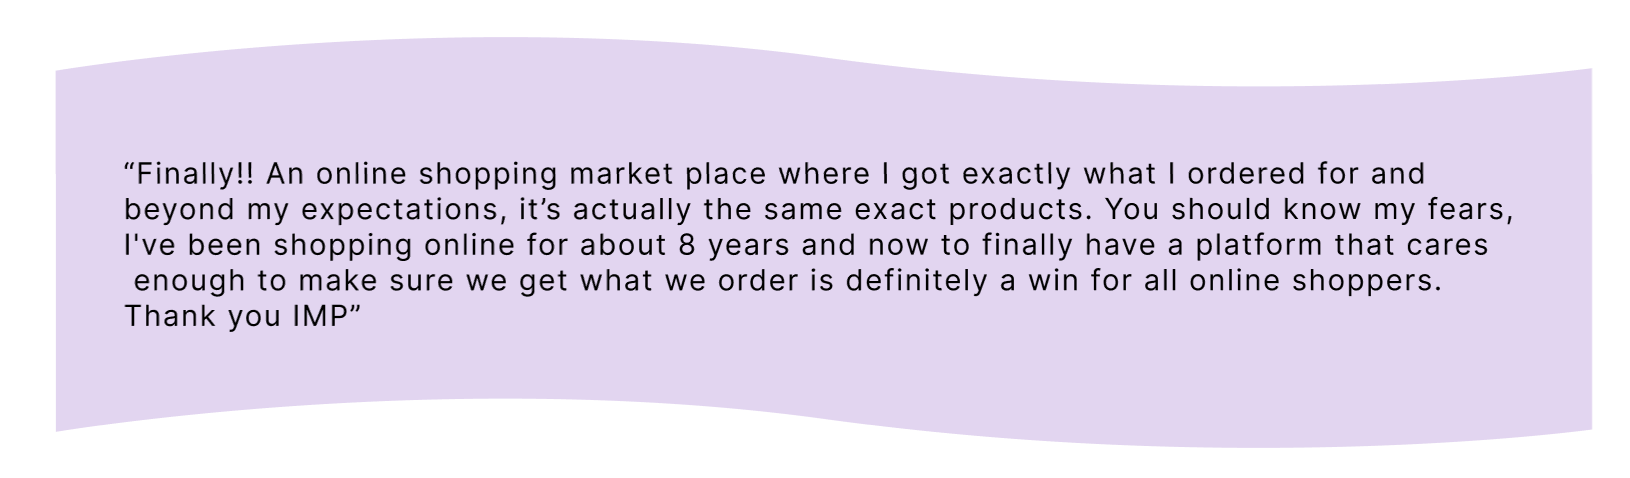 “Finally!! An online shopping market place where I got exactly what I ordered for and
beyond my expectations, it’s actually the same exact products. You should know my fears,
I've been shopping online for about 8 years and now to finally have a platform that cares
enough to make sure we get what we order is definitely a win for all online shoppers.
Thank you IMP”